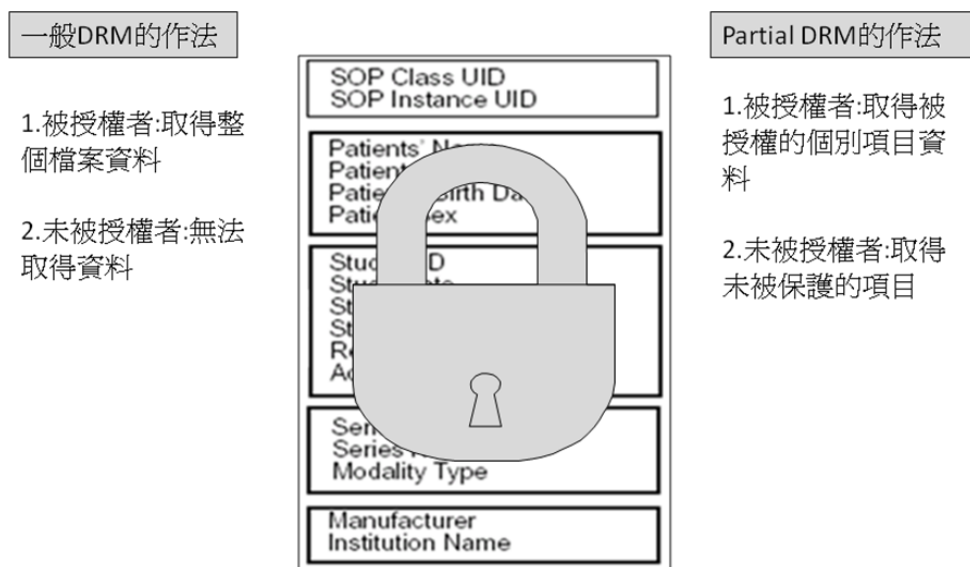 一般DRM的作法
1.被授權者:取得整
個檔案資料
2.未被授權者:無法
取得資料
SOP Class UID
SOP Instance UID
Patients'
Birth
Series
Modality Type
Manufacturer
Institution Name
Partial DRM的作法
1.被授權者:取得被
授權的個別項目資
料
2.未被授權者:取得
未被保護的項目